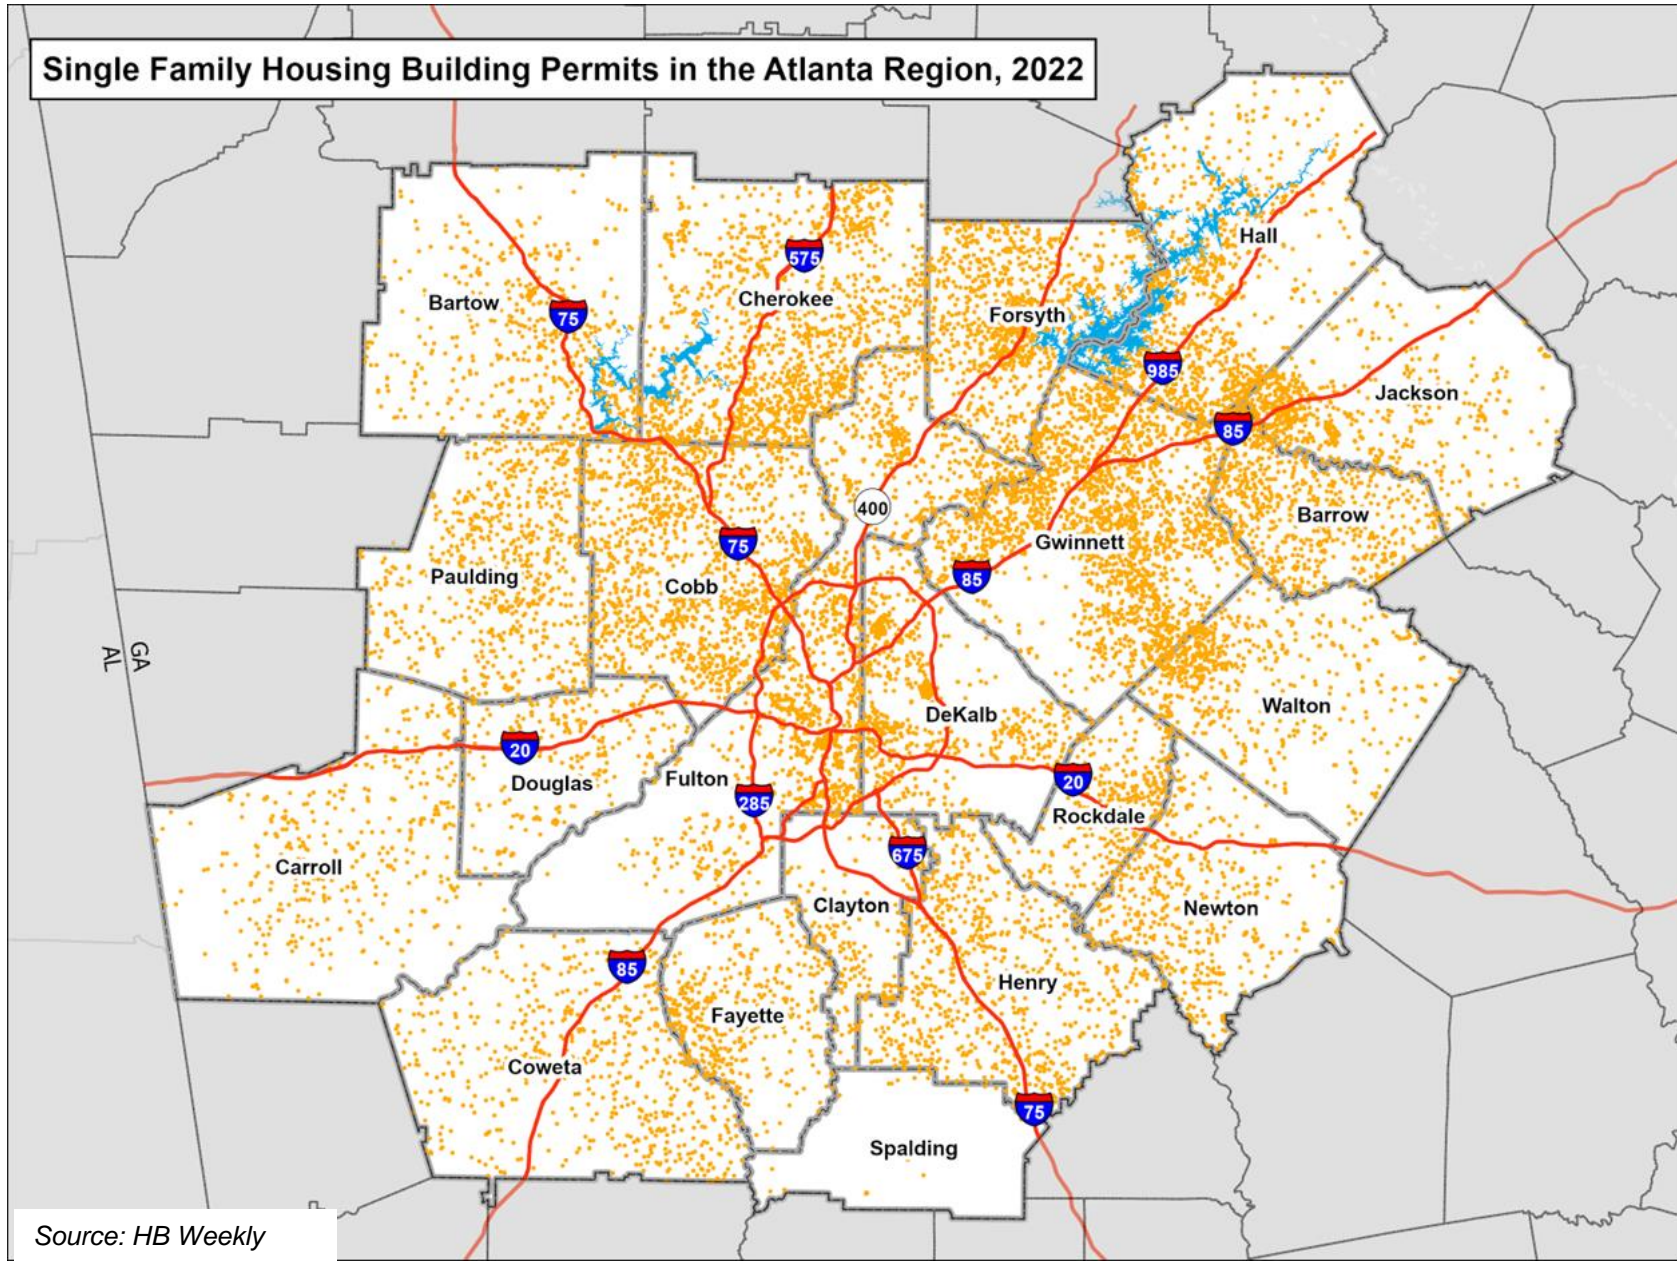 Single Family Housing Building Permits in the Atlanta Region, 2022
Hall
575
Cherokee
Bartow
75
Forsyth
985
Jackson
85
400
Barrow
75
Gwinnett
85
Paulding
Cobb
GA
AL
Walton
DeKalb
20
Douglas
Fulton
285
20
Rockdale
675
Carroll
Clayton
Newton
85
Henry
Fayette
Coweta
75
Spalding
Source: HB Weekly